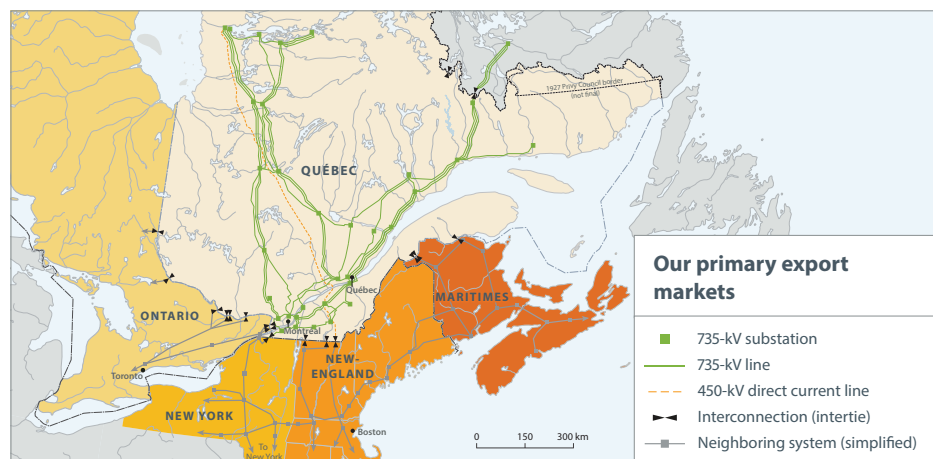 1927 Privy Council border
(not final)
QUÉBEC
Québec
MARITIMES
ONTARIO
Montréal
NEW-
ENGLAND
Toronto
NEW YORK
Boston
To
New York
0 150 300 km
Our primary export
markets
735-kV substation
735-kV line
450-kV direct current line
Interconnection (intertie)
Neighboring system (simplified)